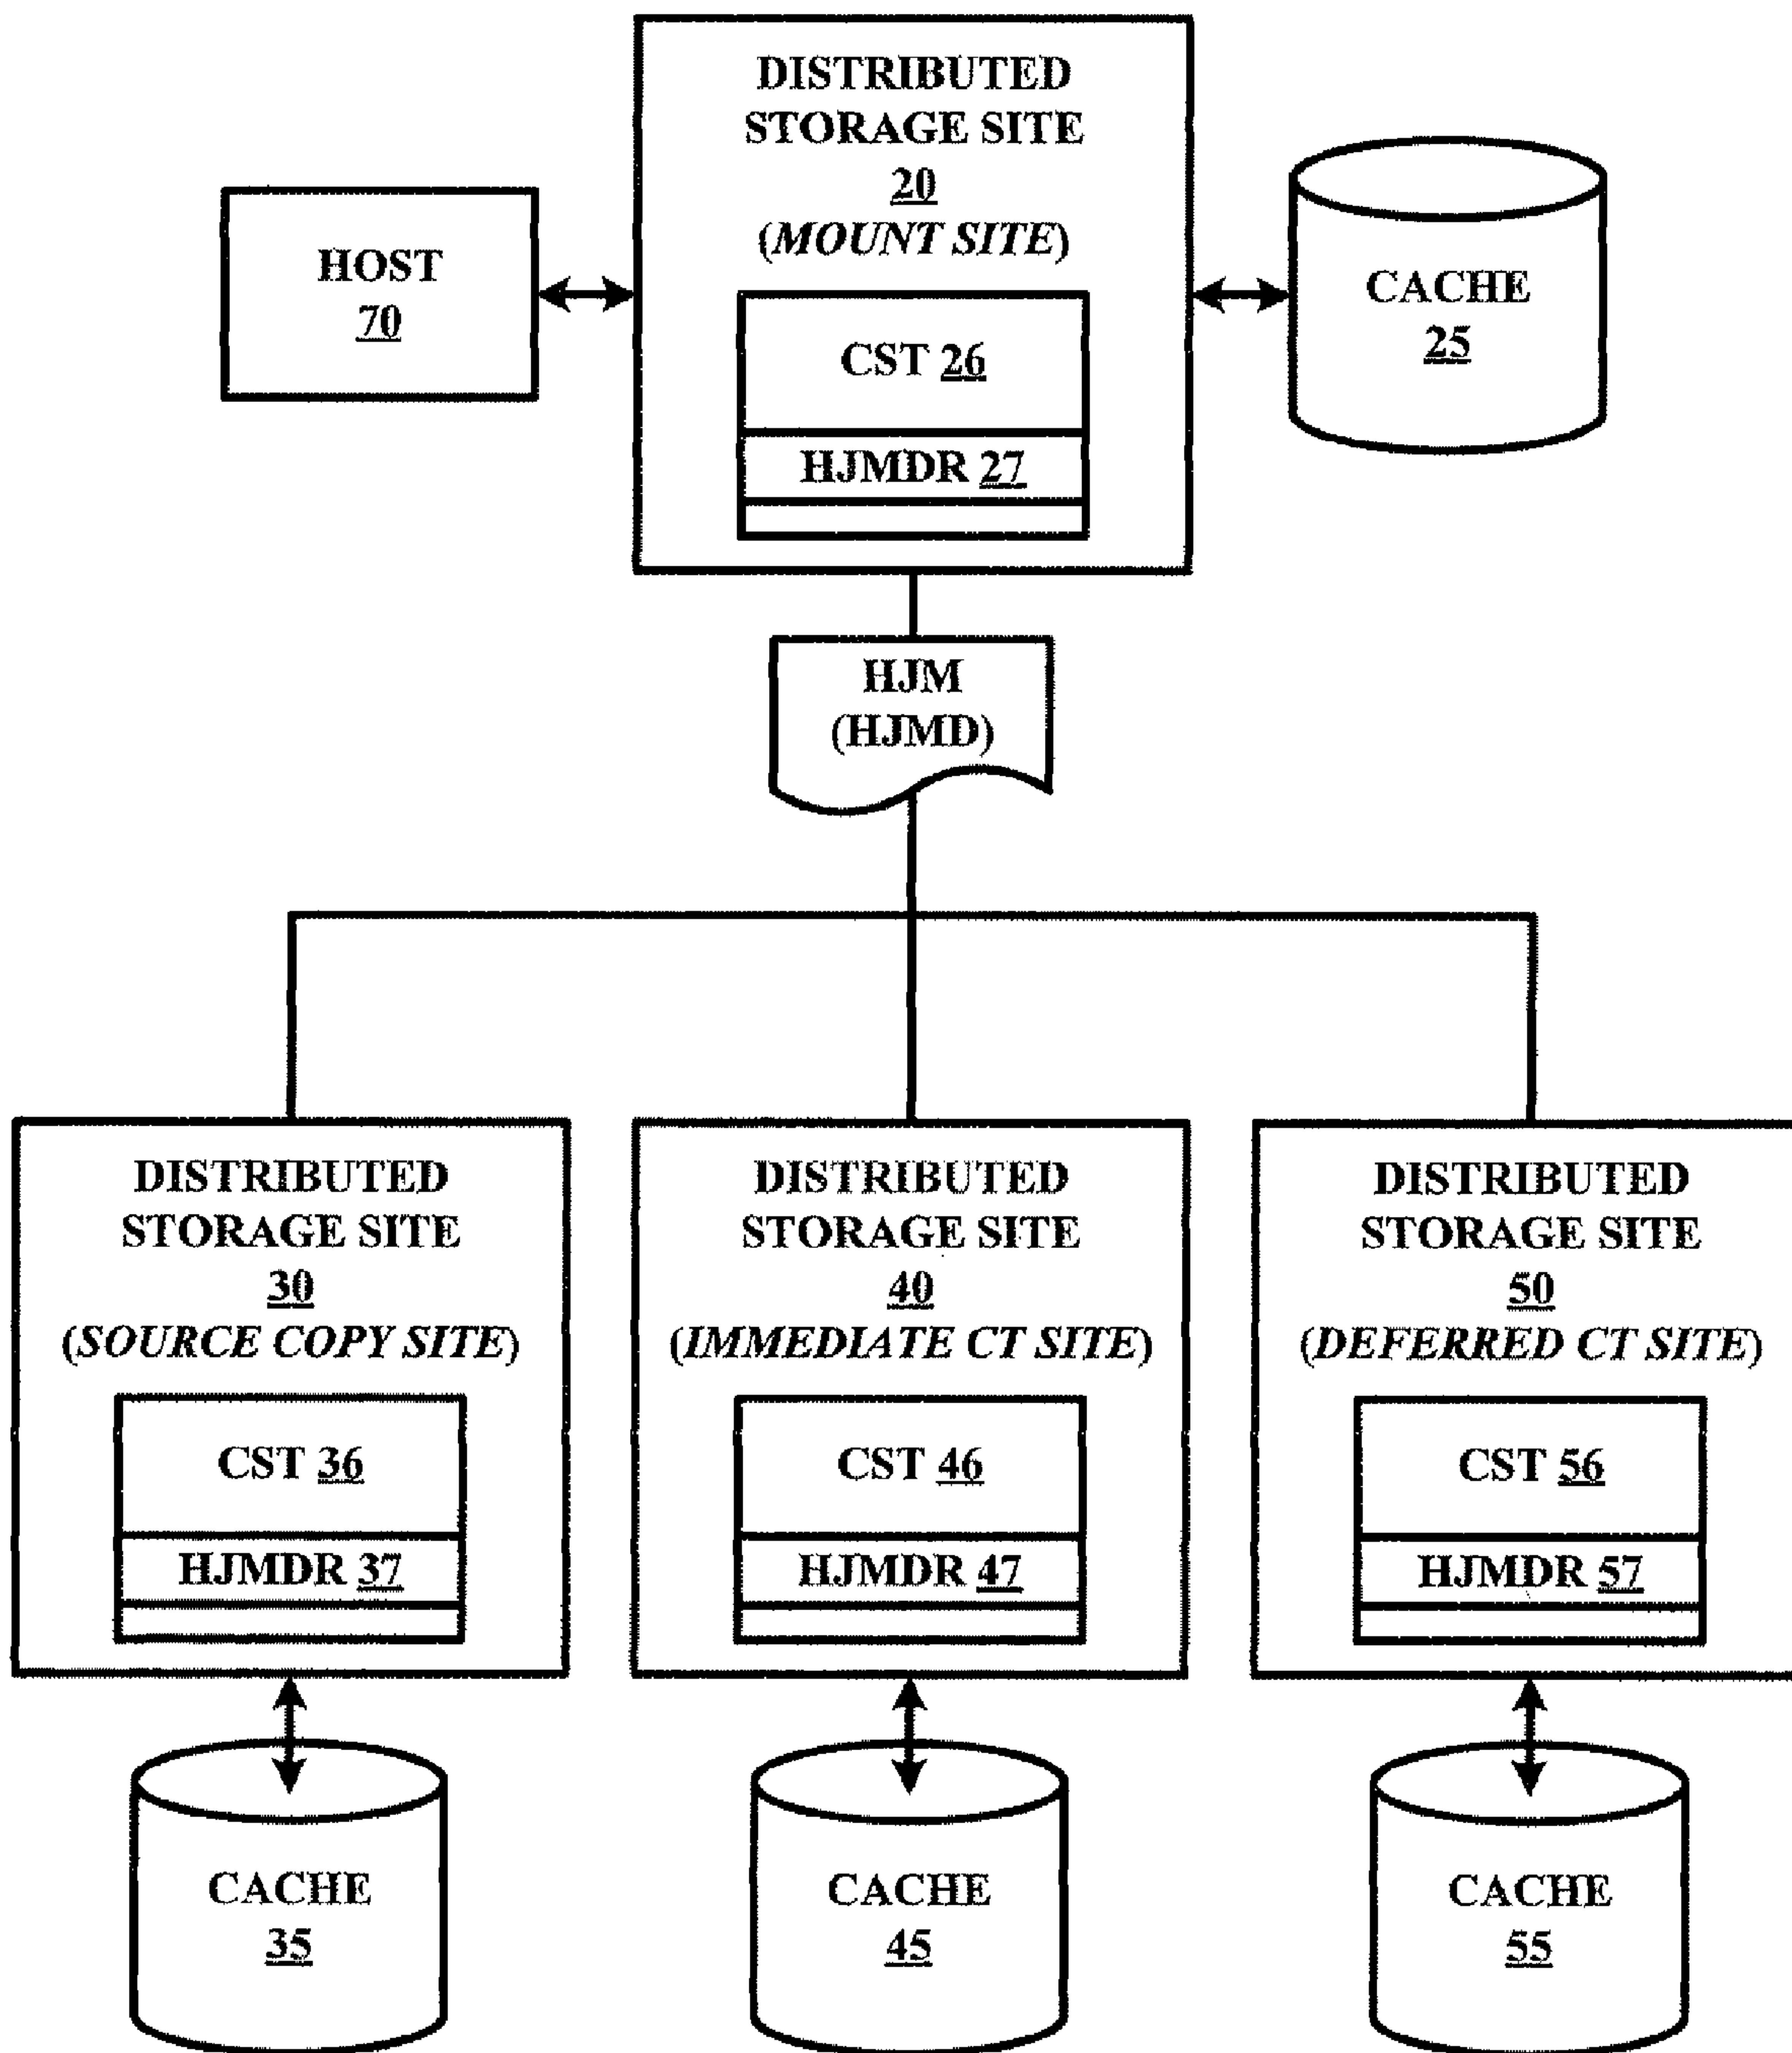 DISTRIBUTED
STORAGE SITE
20
(MOUNT SITE)
HOST
70
CST 26
HJMDR 27
CACHE
25
HJM
(HJMD)
DISTRIBUTED
STORAGE SITE
30
(SOURCE COPY SITE)
CST 36
HJMDR 37
DISTRIBUTED
STORAGE SITE
40
(IMMEDIATE CT SITE)
CST 46
HJMDR 47
DISTRIBUTED
STORAGE SITE
50
(DEFERRED CT SITE)
CST 56
HJMDR 57
CACHE
35
CACHE
45
CACHE
55